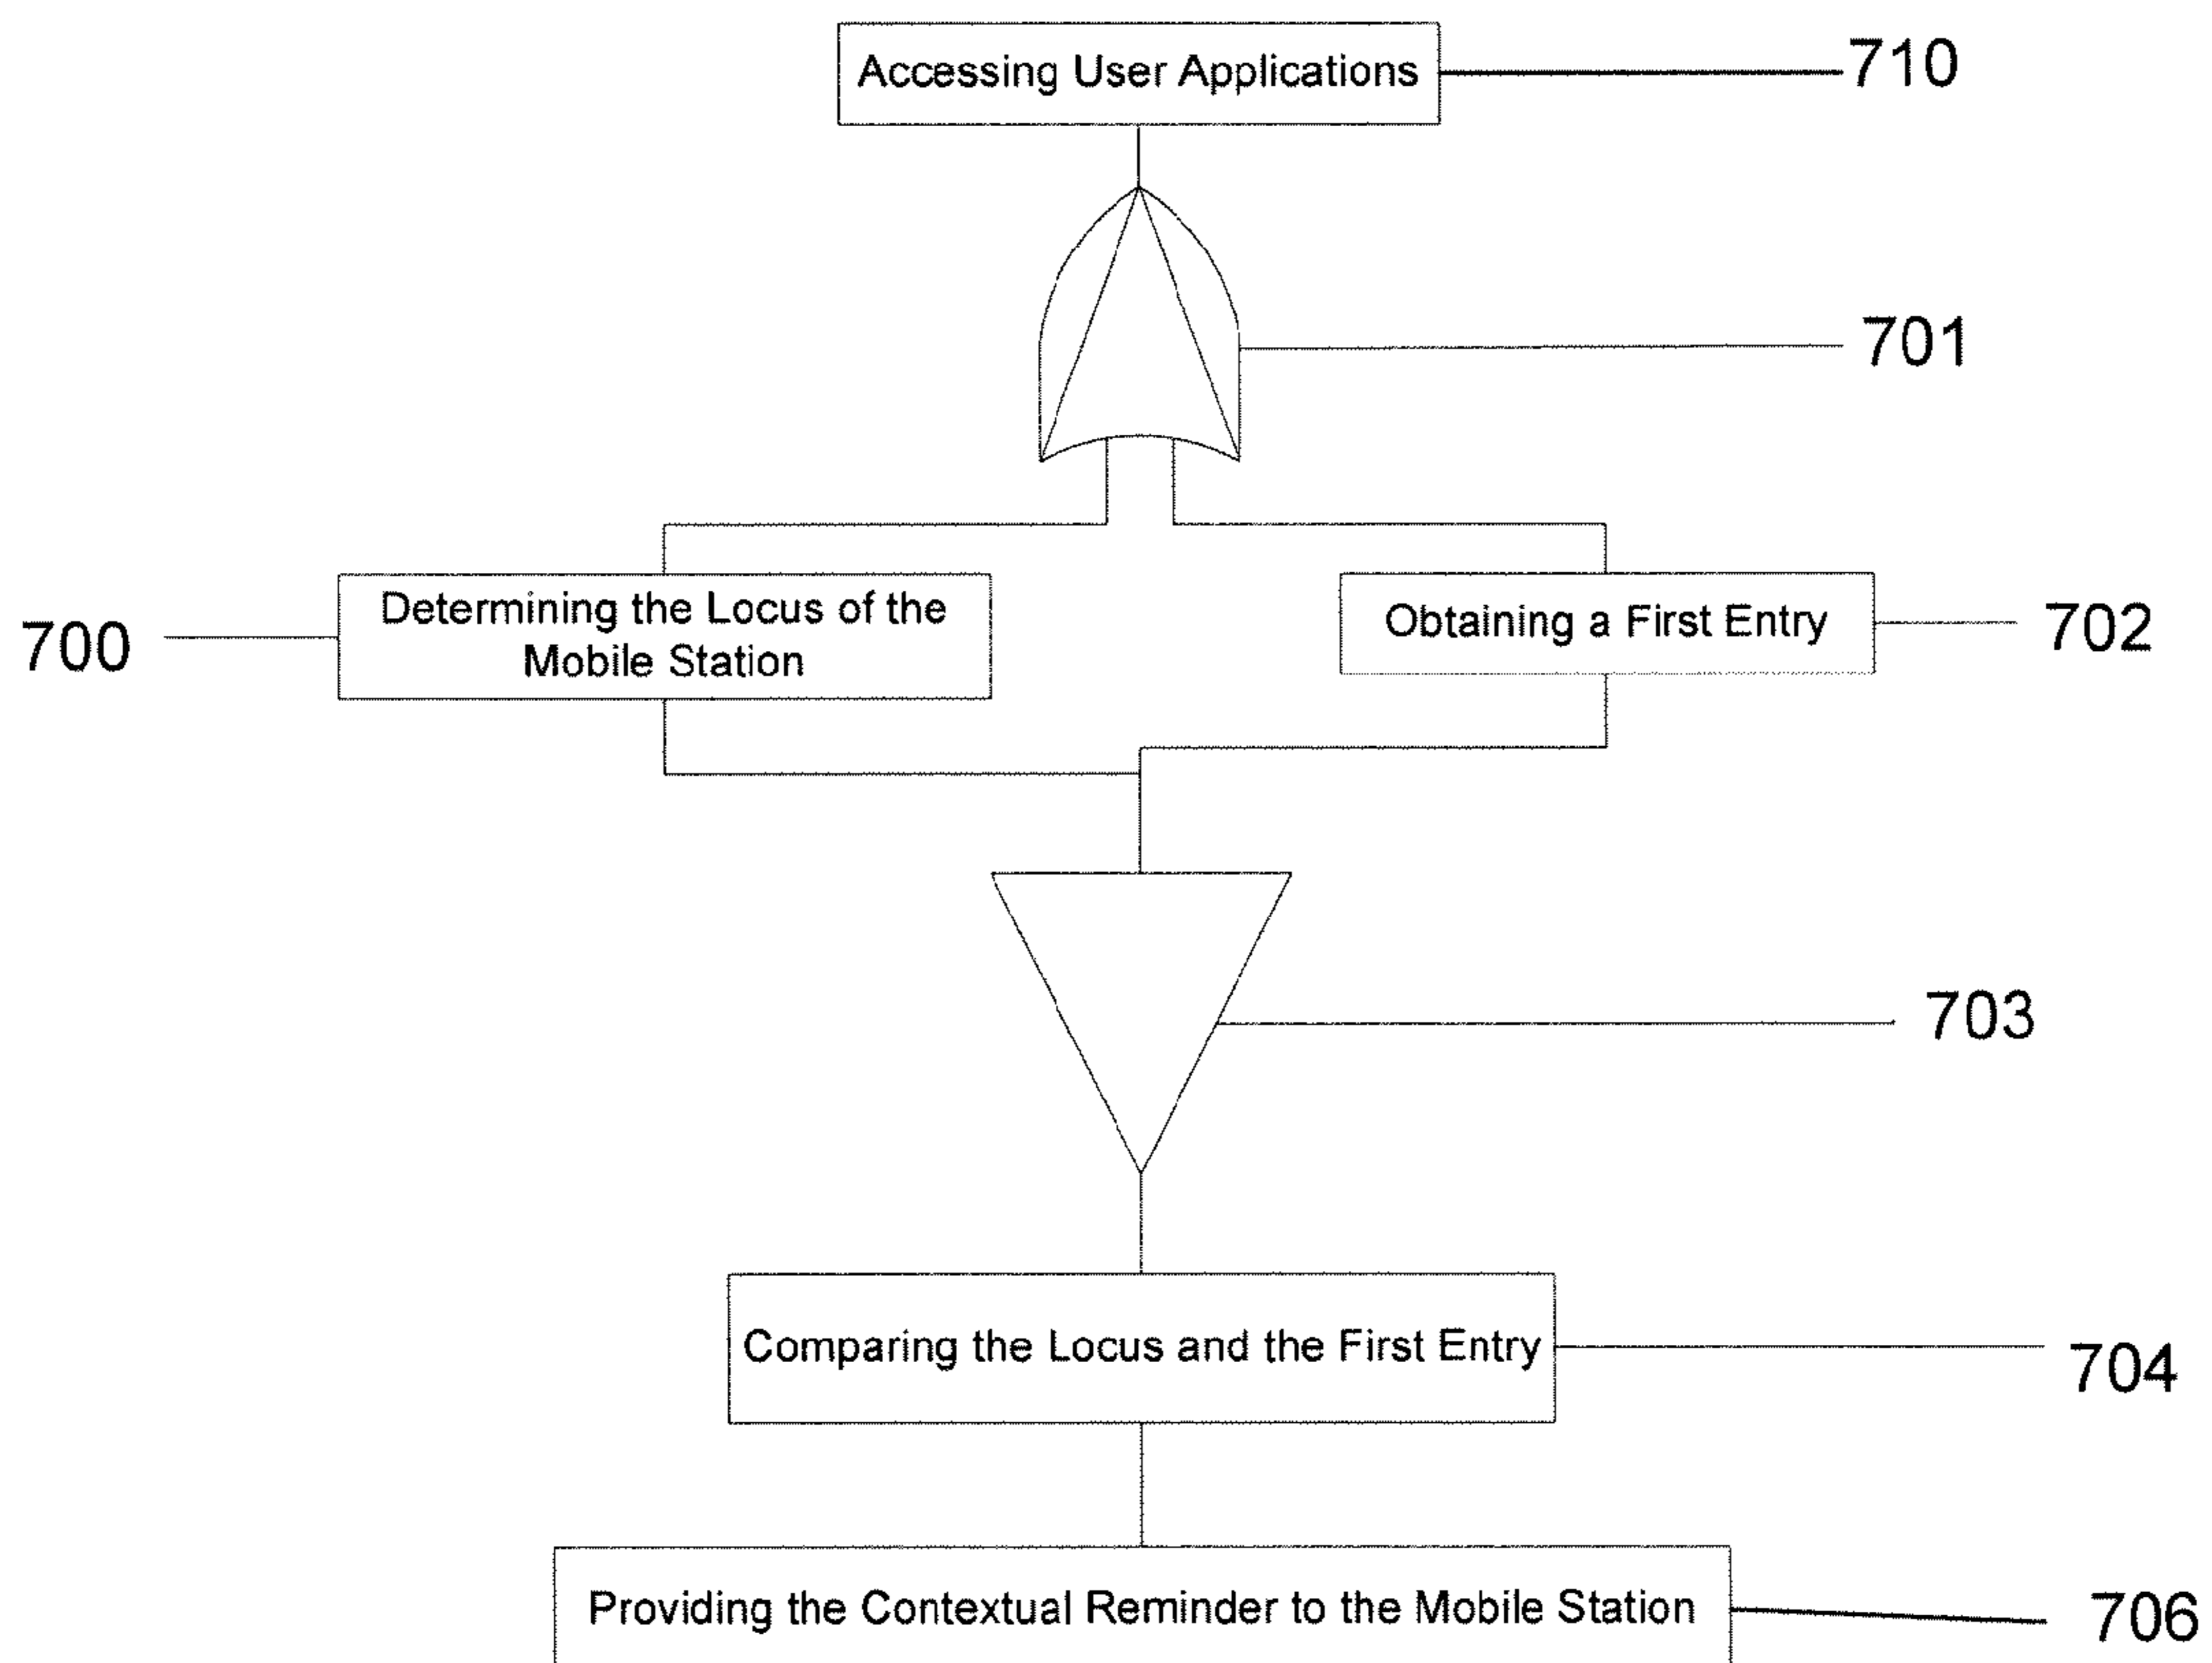 Accessing User Applications
710
701
700
Determining the Locus of the
Mobile Station
Obtaining a First Entry
702
703
Comparing the Locus and the First Entry
704
Providing the Contextual Reminder to the Mobile Station
706